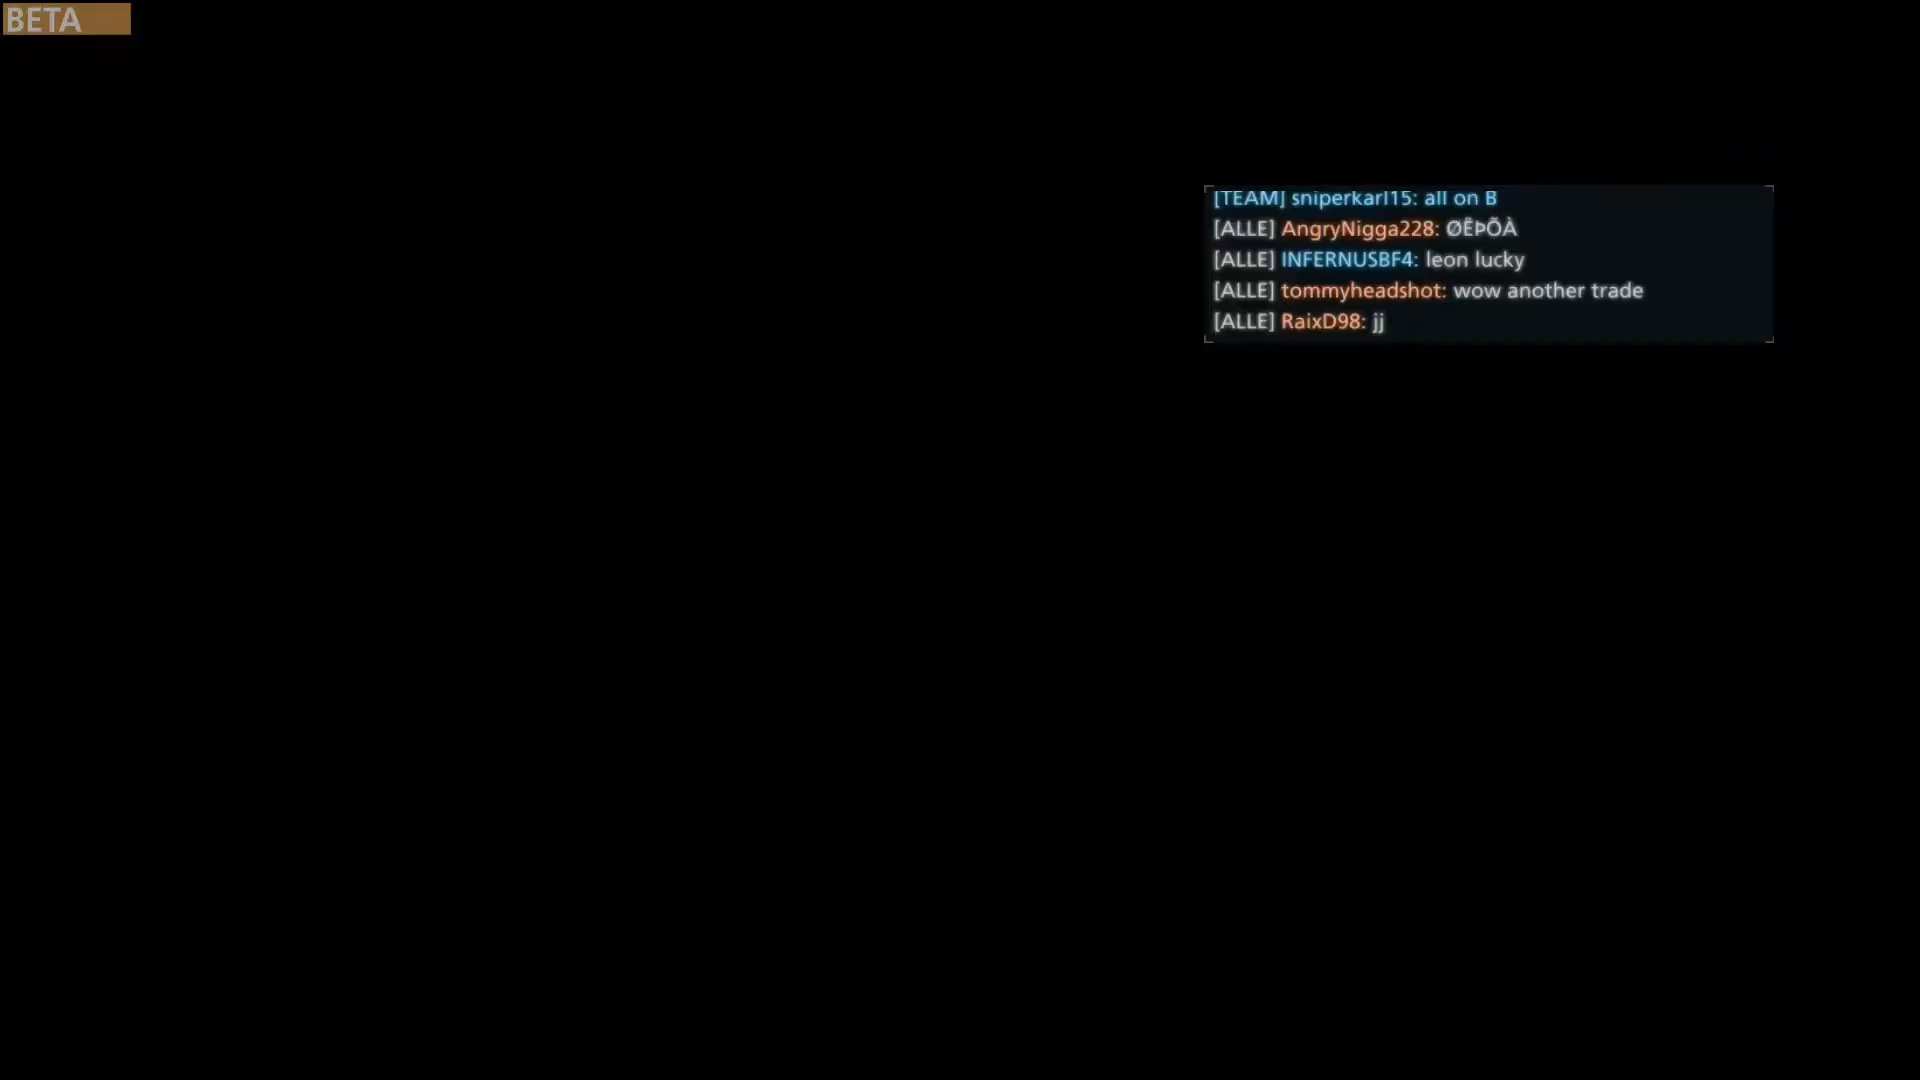 BETA
[TEAM] sniperkarl15: all on B
[ALLE] AngryNigga228: ØËÞÕÀ
[ALLE] INFERNUSBF4: leon lucky
[ALLE] tommyheadshot: wow another trade
[ALLE] RaixD98: jj